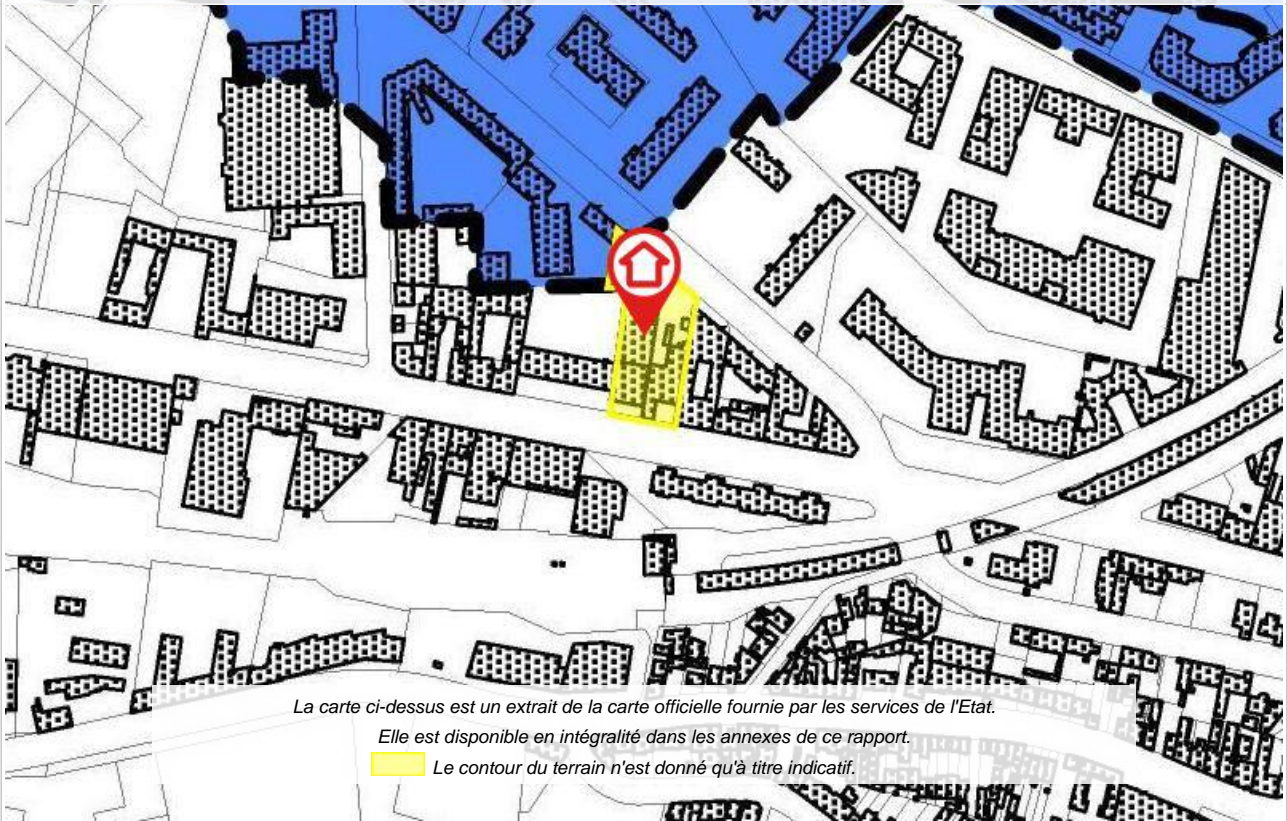 La carte ci-dessus est un extrait de la carte officielle fournie par les services de l'Etat.
Elle est disponible en intégralité dans les annexes de ce rapport.
Le contour du terrain n'est donné qu'à titre indicatif.